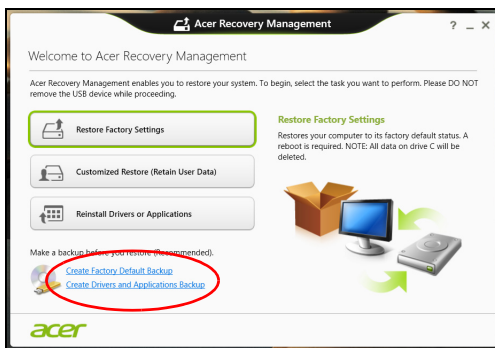 Acer Recovery Management
? _ ×
Welcome to Acer Recovery Management
Acer Recovery Management enables you to restore your system. To begin, select the task you want to perform. Please DO NOT
remove the USB device while proceeding.
Restore Factory Settings
Customized Restore (Retain User Data)
Reinstall Drivers or Applications
Restore Factory Settings
Restores your computer to its factory default status. A
reboot is required. NOTE: All data on drive C will be
deleted.
Make a backup before you restore (Recommended).
Create Factory Default Backup
Create Drivers and Applications Backup
acer